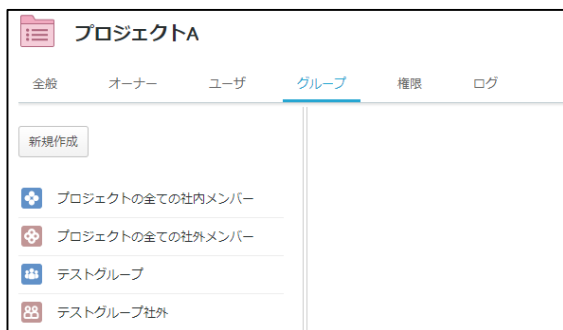 プロジェクトA
全般 オーナー ユーザ グループ 権限 ログ
新規作成
プロジェクトの全ての社内メンバー
プロジェクトの全ての社外メンバー
テストグループ
テストグループ社外